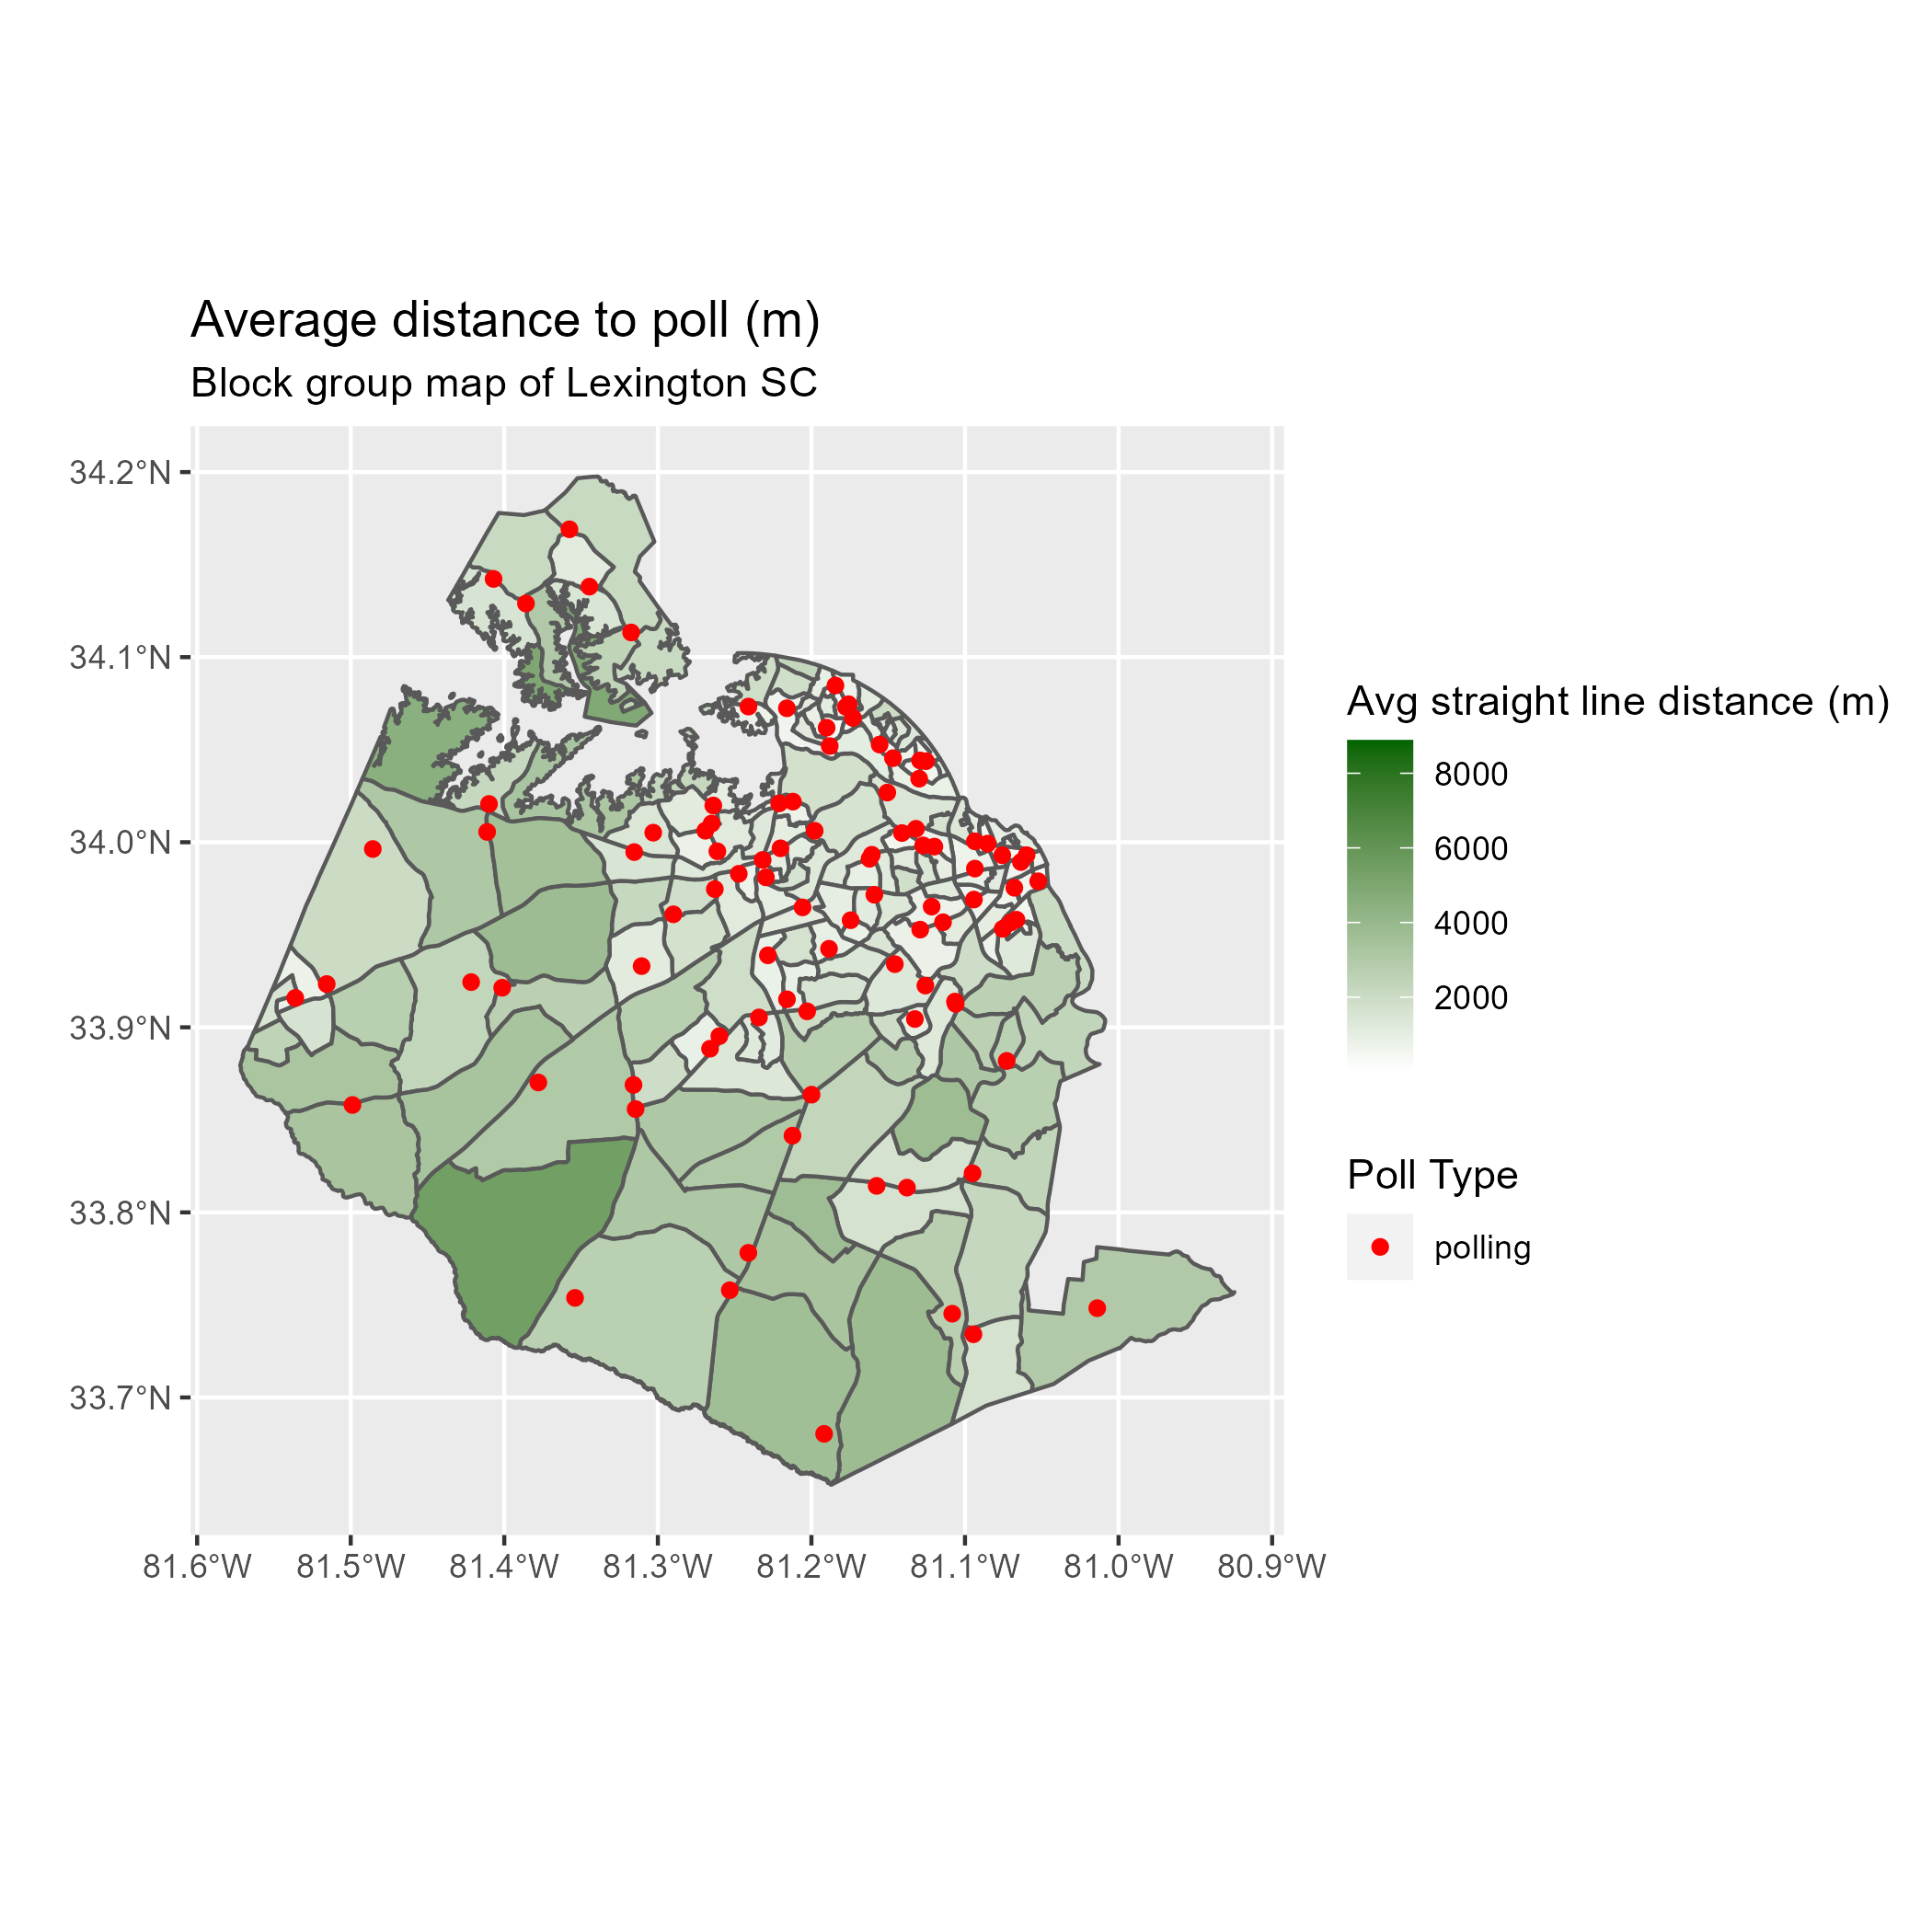 Average distance to poll (m)
Block group map of Lexington SC
34.2°N
34.1°N
34.0°N
33.9°N
33.8°N
33.7°N
81.6°W
81.5°W
81.4°W
81.3°W
81.2°W
81.1°W
81.0°W
80.9°W
Avg straight line distance (m)
8000
6000
4000
2000
Poll Type
polling